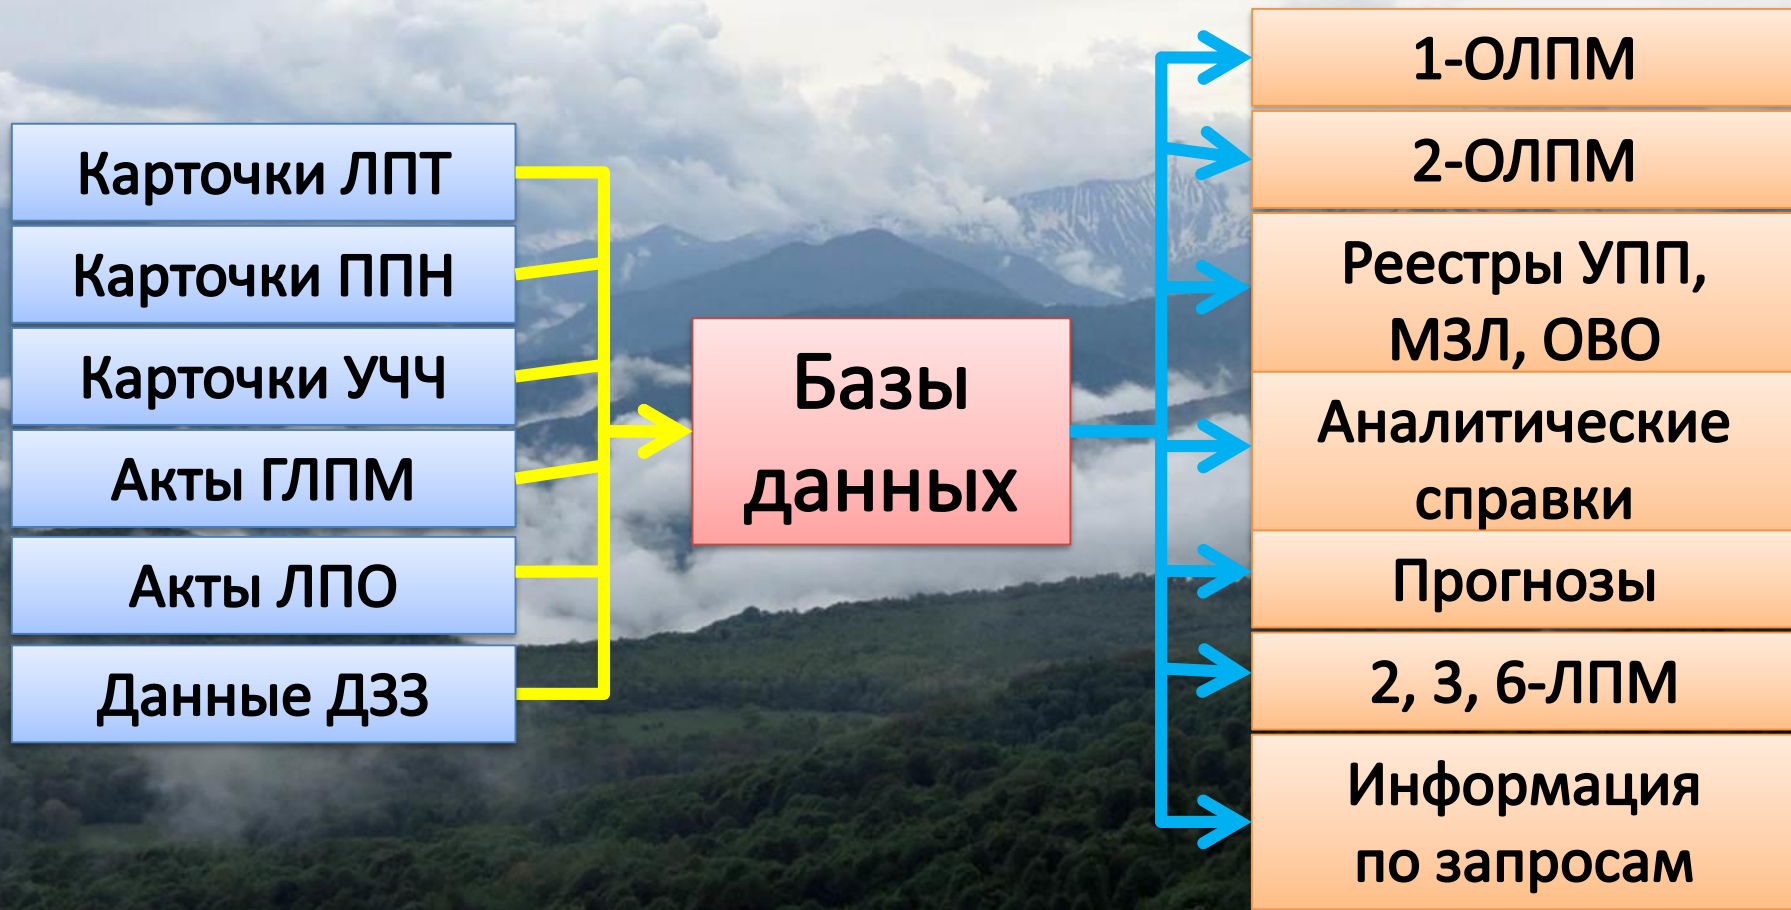 Карточки ЛПТ
Карточки ППН
Карточки УЧЧ
Акты ГЛПМ
Акты ЛПО
Данные ДЗЗ
Базы
данных
1-ОЛПМ
2-ОЛПМ
Реестры УПП,
МЗЛ, ОВО
Аналитические
справки
Прогнозы
2, 3, 6-ЛПМ
Информация
по запросам